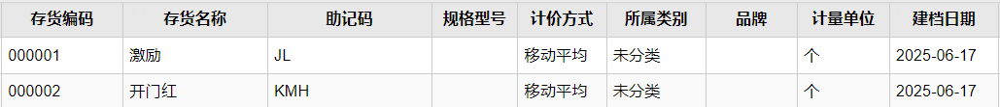 存货编码 存货名称 助记码 规格型号 计价方式 所属类别 品牌 计量单位 建档日期
000001 激励 JL 移动平均 未分类 个 2025-06-17
000002 开门红 KMH 移动平均 未分类 个 2025-06-17